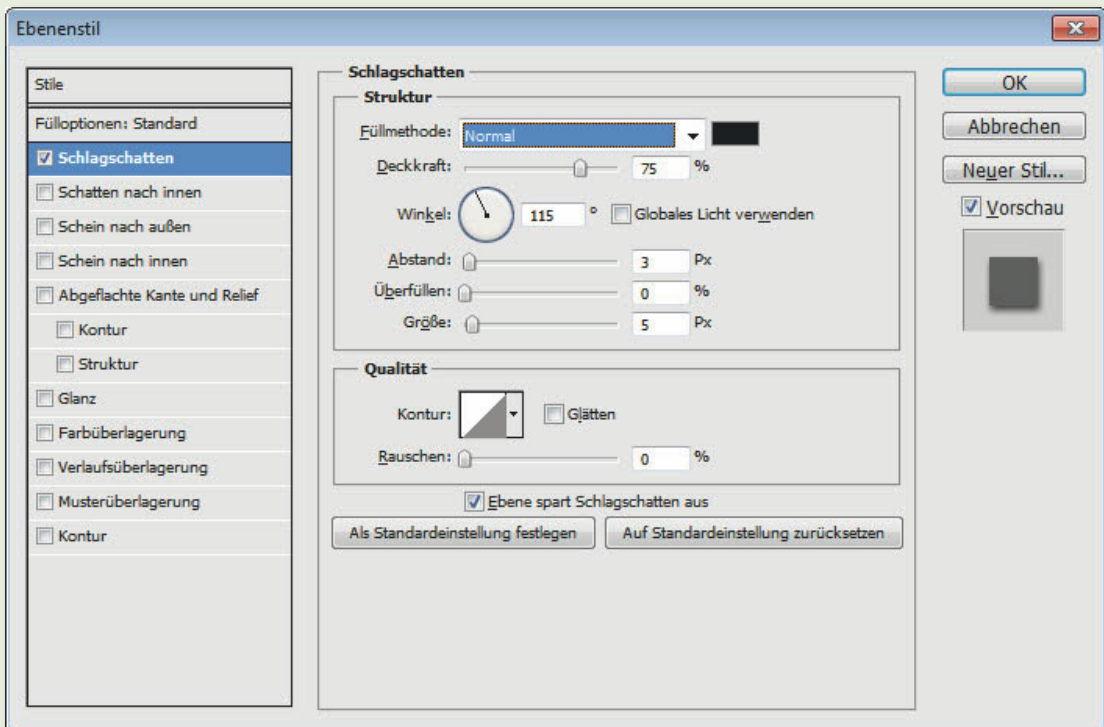 Ebenenstil
Stile
Fülloptionen: Standard
Schlagschatten
Schatten nach innen
Schein nach außen
Schein nach innen
Abgeflachte Kante und Relief
Kontur
Struktur
Glanz
Farbüberlagerung
Verlaufsüberlagerung
Musterüberlagerung
Kontur
Schlagschatten
Struktur
Füllmethode: Normal
Deckkraft: 75 %
Winkel: 115 ° Globales Licht verwenden
Abstand: 3 Px
Überfüllen: 0 %
Größe: 5 Px
Qualität
Kontur: Glätten
Rauschen: 0 %
Ebene spart Schlagschatten aus
Als Standardeinstellung festlegen Auf Standardeinstellung zurücksetzen
OK
Abbrechen
Neuer Stil...
Vorschau